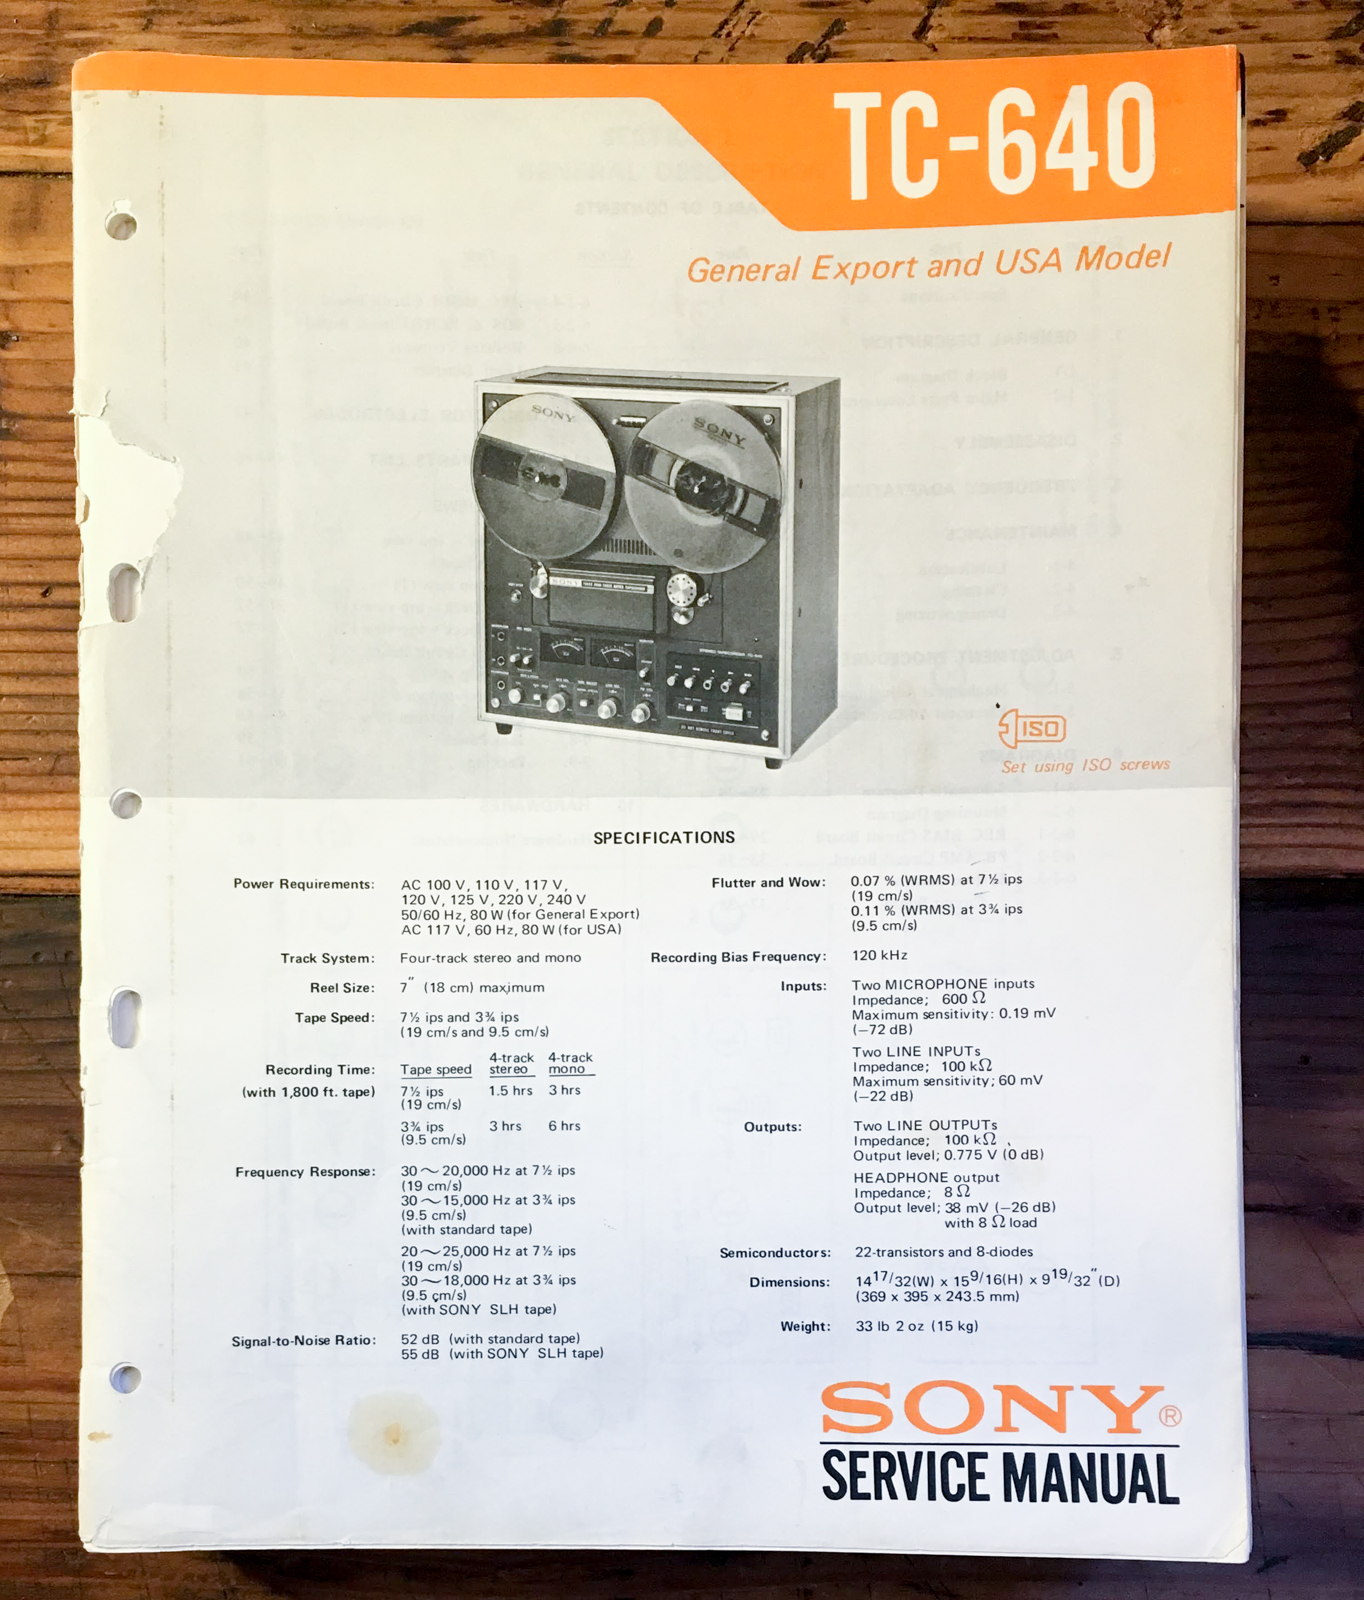 TC-640
General Export and USA Model
SONY
SONY
SONY
ISO
Set using ISO screws
SPECIFICATIONS
Power Requirements: AC 100 V, 110 V, 117 V,
120 V, 125 V, 220 V, 240 V
50/60 Hz, 80 W (for General Export)
AC 117 V, 60 Hz, 80 W (for USA)
Track System: Four-track stereo and mono
Reel Size: 7″ (18 cm) maximum
Tape Speed: 7½ ips and 3¾ ips
(19 cm/s and 9.5 cm/s)
4-track 4-track
Recording Time: Tape speed stereo mono
(with 1,800 ft. tape) 7½ ips 1.5 hrs 3 hrs
(19 cm/s)
3¾ ips 3 hrs 6 hrs
(9.5 cm/s)
Frequency Response: 30～20,000 Hz at 7½ ips
(19 cm/s)
30～15,000 Hz at 3¾ ips
(9.5 cm/s)
(with standard tape)
20～25,000 Hz at 7½ ips
(19 cm/s)
30～18,000 Hz at 3¾ ips
(9.5 cm/s)
(with SONY SLH tape)
Signal-to-Noise Ratio: 52 dB (with standard tape)
55 dB (with SONY SLH tape)
Flutter and Wow: 0.07 % (WRMS) at 7½ ips
(19 cm/s)
0.11 % (WRMS) at 3¾ ips
(9.5 cm/s)
Recording Bias Frequency: 120 kHz
Inputs: Two MICROPHONE inputs
Impedance; 600 Ω
Maximum sensitivity: 0.19 mV
(−72 dB)
Two LINE INPUTs
Impedance; 100 kΩ
Maximum sensitivity; 60 mV
(−22 dB)
Outputs: Two LINE OUTPUTs
Impedance; 100 kΩ
Output level; 0.775 V (0 dB)
HEADPHONE output
Impedance; 8 Ω
Output level; 38 mV (−26 dB)
with 8 Ω load
Semiconductors: 22-transistors and 8-diodes
Dimensions: 14 17/32(W) x 15 9/16(H) x 9 19/32″(D)
(369 x 395 x 243.5 mm)
Weight: 33 lb 2 oz (15 kg)
SONY®
SERVICE MANUAL